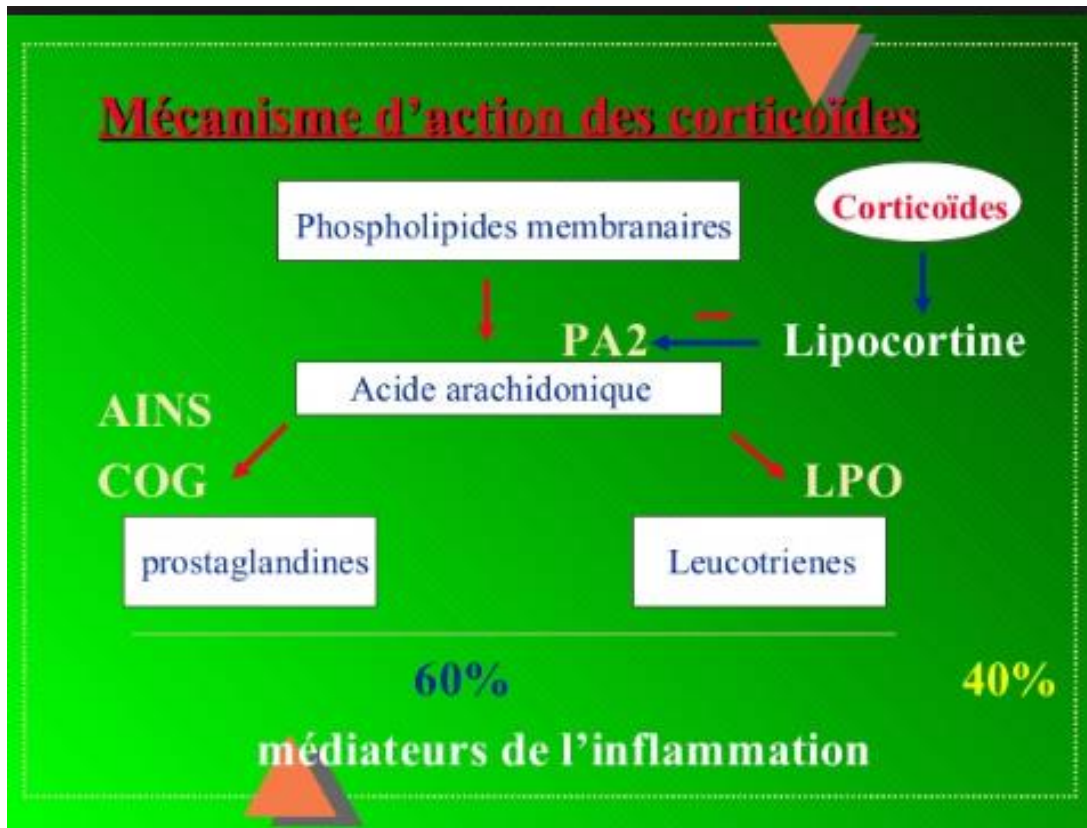 Mécanisme d’action des corticoïdes
Corticoïdes
Phospholipides membranaires
PA2
Lipocortine
Acide arachidonique
AINS
COG
LPO
prostaglandines
Leucotrienes
60%
40%
médiateurs de l’inflammation